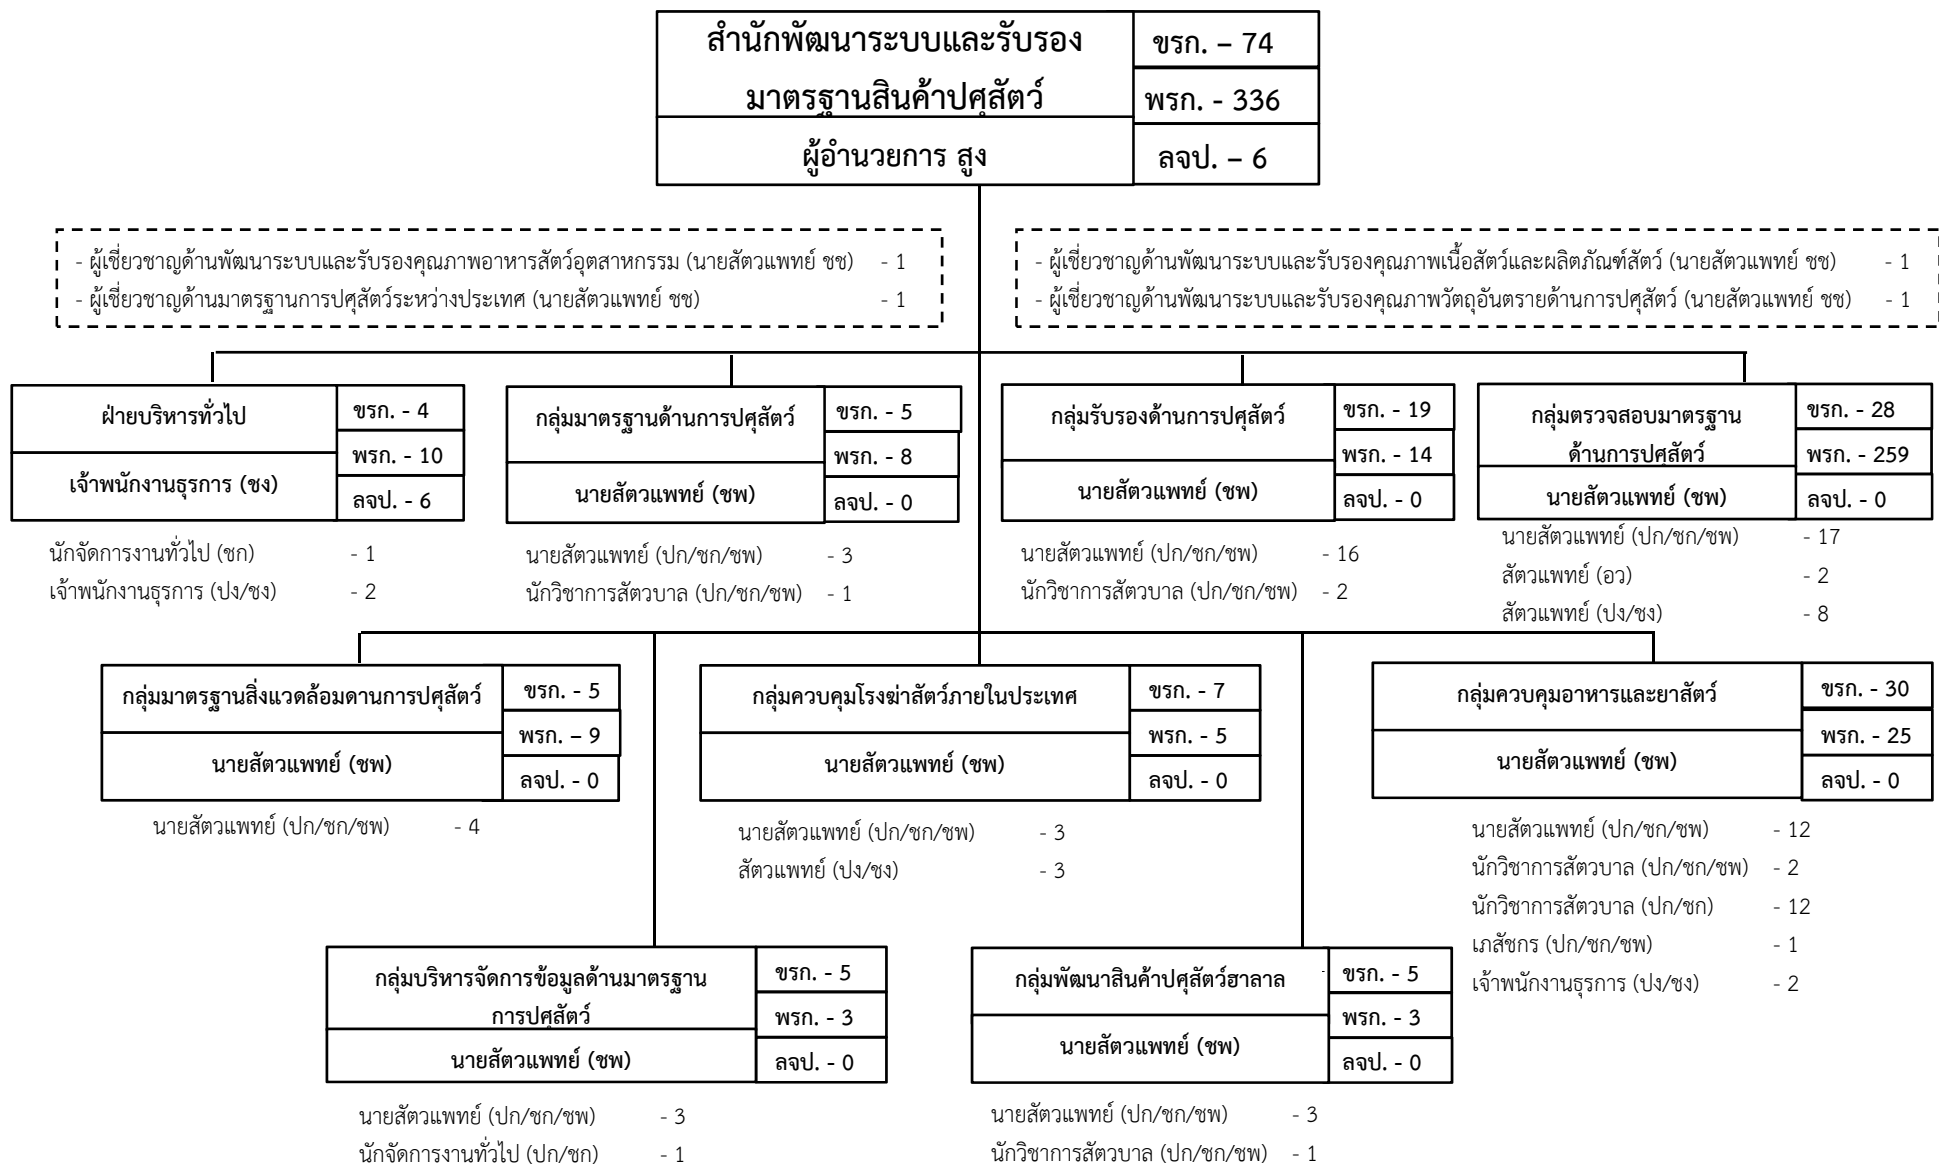 สำนักพัฒนาระบบและรับรอง
มาตรฐานสินค้าปศุสัตว์
ผู้อำนวยการ สูง
ขรก. – 74
พรก. - 336
ลจป. – 6
- ผู้เชี่ยวชาญด้านพัฒนาระบบและรับรองคุณภาพอาหารสัตว์อุตสาหกรรม (นายสัตวแพทย์ ชช) - 1
- ผู้เชี่ยวชาญด้านมาตรฐานการปศุสัตว์ระหว่างประเทศ (นายสัตวแพทย์ ชช) - 1
- ผู้เชี่ยวชาญด้านพัฒนาระบบและรับรองคุณภาพเนื้อสัตว์และผลิตภัณฑ์สัตว์ (นายสัตวแพทย์ ชช) - 1
- ผู้เชี่ยวชาญด้านพัฒนาระบบและรับรองคุณภาพวัตถุอันตรายด้านการปศุสัตว์ (นายสัตวแพทย์ ชช) - 1
ฝ่ายบริหารทั่วไป
เจ้าพนักงานธุรการ (ชง)
ขรก. - 4
พรก. - 10
ลจป. - 6
นักจัดการงานทั่วไป (ชก) - 1
เจ้าพนักงานธุรการ (ปง/ชง) - 2
กลุ่มมาตรฐานด้านการปศุสัตว์
นายสัตวแพทย์ (ชพ)
ขรก. - 5
พรก. - 8
ลจป. - 0
นายสัตวแพทย์ (ปก/ชก/ชพ) - 3
นักวิชาการสัตวบาล (ปก/ชก/ชพ) - 1
กลุ่มรับรองด้านการปศุสัตว์
นายสัตวแพทย์ (ชพ)
ขรก. - 19
พรก. - 14
ลจป. - 0
นายสัตวแพทย์ (ปก/ชก/ชพ) - 16
นักวิชาการสัตวบาล (ปก/ชก/ชพ) - 2
กลุ่มตรวจสอบมาตรฐาน
ด้านการปศุสัตว์
นายสัตวแพทย์ (ชพ)
ขรก. - 28
พรก. - 259
ลจป. - 0
นายสัตวแพทย์ (ปก/ชก/ชพ) - 17
สัตวแพทย์ (อว) - 2
สัตวแพทย์ (ปง/ชง) - 8
กลุ่มมาตรฐานสิ่งแวดล้อมดานการปศุสัตว์
นายสัตวแพทย์ (ชพ)
ขรก. - 5
พรก. – 9
ลจป. - 0
นายสัตวแพทย์ (ปก/ชก/ชพ) - 4
กลุ่มควบคุมโรงฆ่าสัตว์ภายในประเทศ
นายสัตวแพทย์ (ชพ)
ขรก. - 7
พรก. - 5
ลจป. - 0
นายสัตวแพทย์ (ปก/ชก/ชพ) - 3
สัตวแพทย์ (ปง/ชง) - 3
กลุ่มควบคุมอาหารและยาสัตว์
นายสัตวแพทย์ (ชพ)
ขรก. - 30
พรก. - 25
ลจป. - 0
นายสัตวแพทย์ (ปก/ชก/ชพ) - 12
นักวิชาการสัตวบาล (ปก/ชก/ชพ) - 2
นักวิชาการสัตวบาล (ปก/ชก) - 12
เภสัชกร (ปก/ชก/ชพ) - 1
เจ้าพนักงานธุรการ (ปง/ชง) - 2
กลุ่มบริหารจัดการข้อมูลด้านมาตรฐาน
การปศุสัตว์
นายสัตวแพทย์ (ชพ)
ขรก. - 5
พรก. - 3
ลจป. - 0
นายสัตวแพทย์ (ปก/ชก/ชพ) - 3
นักจัดการงานทั่วไป (ปก/ชก) - 1
กลุ่มพัฒนาสินค้าปศุสัตว์ฮาลาล
นายสัตวแพทย์ (ชพ)
ขรก. - 5
พรก. - 3
ลจป. - 0
นายสัตวแพทย์ (ปก/ชก/ชพ) - 3
นักวิชาการสัตวบาล (ปก/ชก/ชพ) - 1